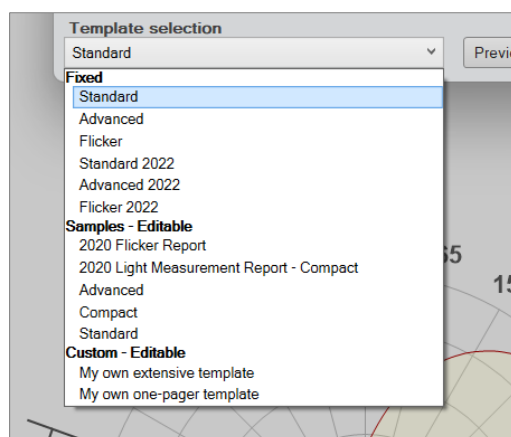 Template selection
Standard
Fixed
Standard
Advanced
Flicker
Standard 2022
Advanced 2022
Flicker 2022
Samples - Editable
2020 Flicker Report
2020 Light Measurement Report - Compact
Advanced
Compact
Standard
Custom - Editable
My own extensive template
My own one-pager template